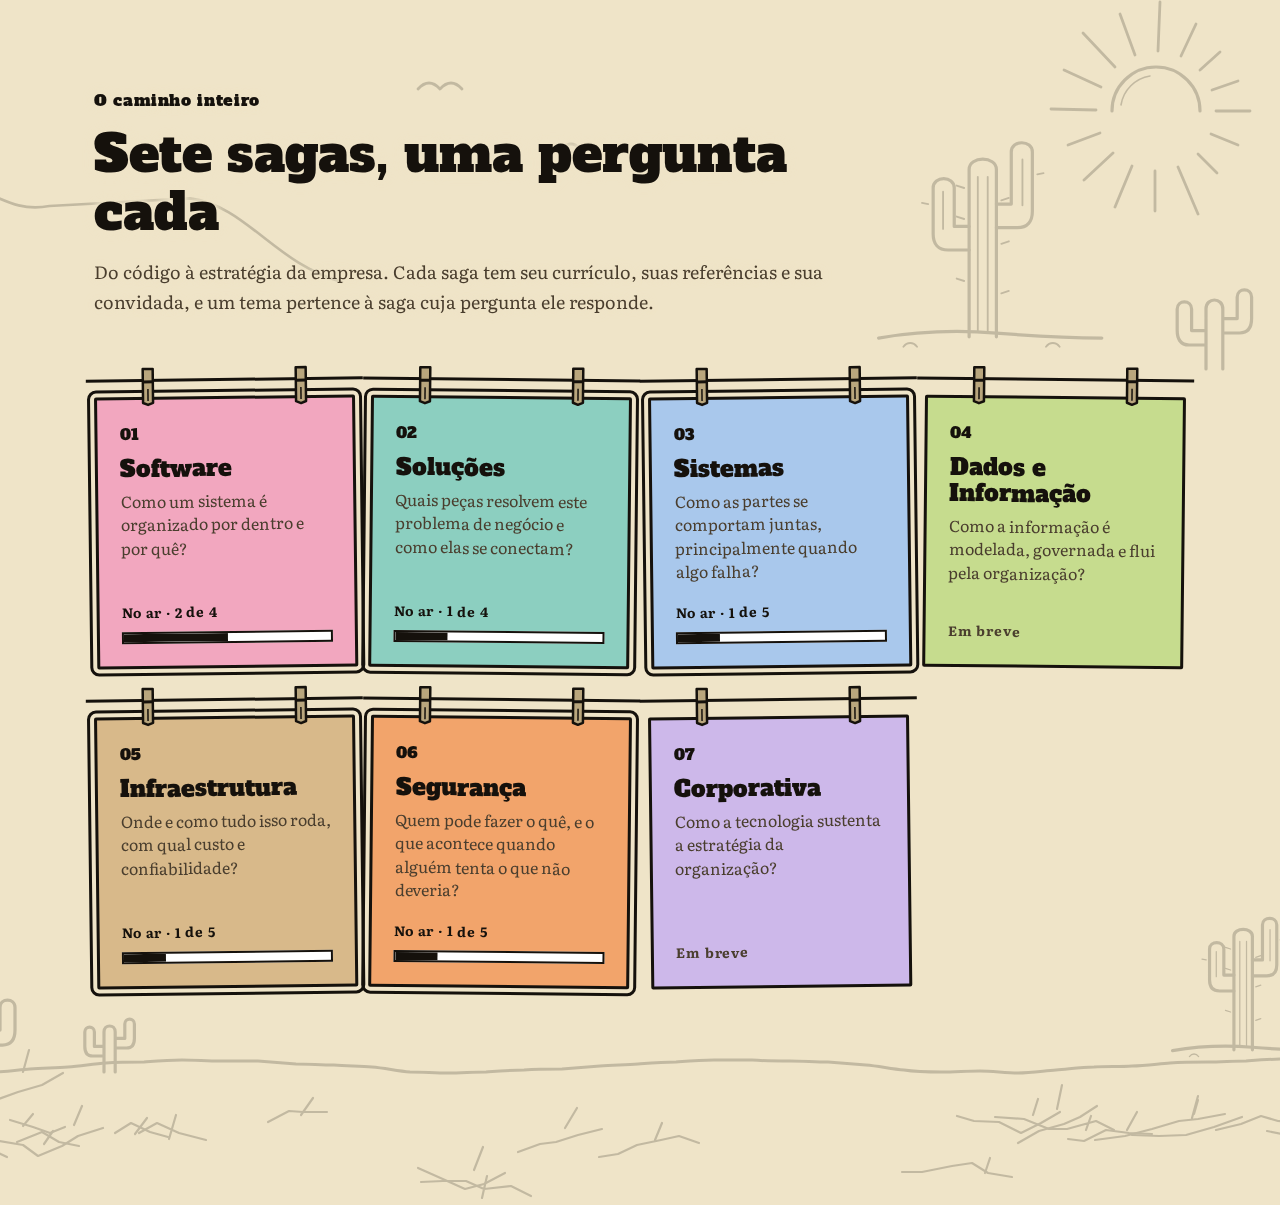 O caminho inteiro
Sete sagas, uma pergunta
cada
Do código à estratégia da empresa. Cada saga tem seu currículo, suas referências e sua
convidada, e um tema pertence à saga cuja pergunta ele responde.
01
Software
Como um sistema é
organizado por dentro e
por quê?
No ar · 2 de 4
02
Soluções
Quais peças resolvem este
problema de negócio e
como elas se conectam?
No ar · 1 de 4
03
Sistemas
Como as partes se
comportam juntas,
principalmente quando
algo falha?
No ar · 1 de 5
04
Dados e
Informação
Como a informação é
modelada, governada e flui
pela organização?
Em breve
05
Infraestrutura
Onde e como tudo isso roda,
com qual custo e
confiabilidade?
No ar · 1 de 5
06
Segurança
Quem pode fazer o quê, e o
que acontece quando
alguém tenta o que não
deveria?
No ar · 1 de 5
07
Corporativa
Como a tecnologia sustenta
a estratégia da
organização?
Em breve